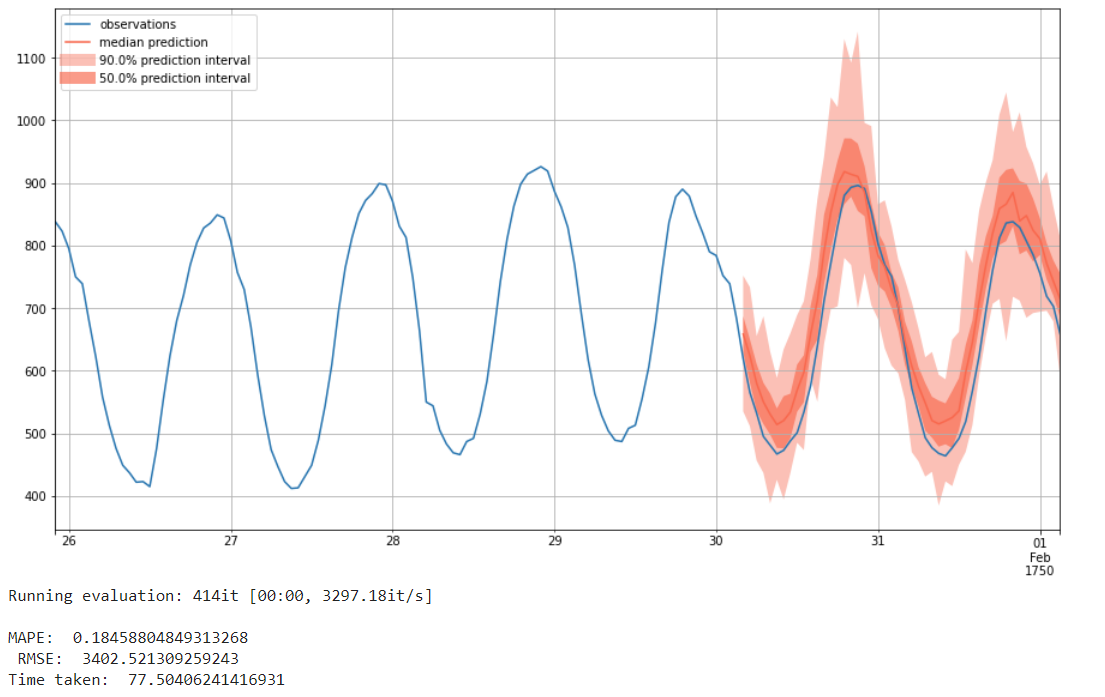 observations
median prediction
90.0% prediction interval
50.0% prediction interval
1100
1000
900
800
700
600
500
400
26 27 28 29 30 31 01
Feb
1750
Running evaluation: 414it [00:00, 3297.18it/s]
MAPE: 0.18458804849313268
RMSE: 3402.521309259243
Time taken: 77.50406241416931